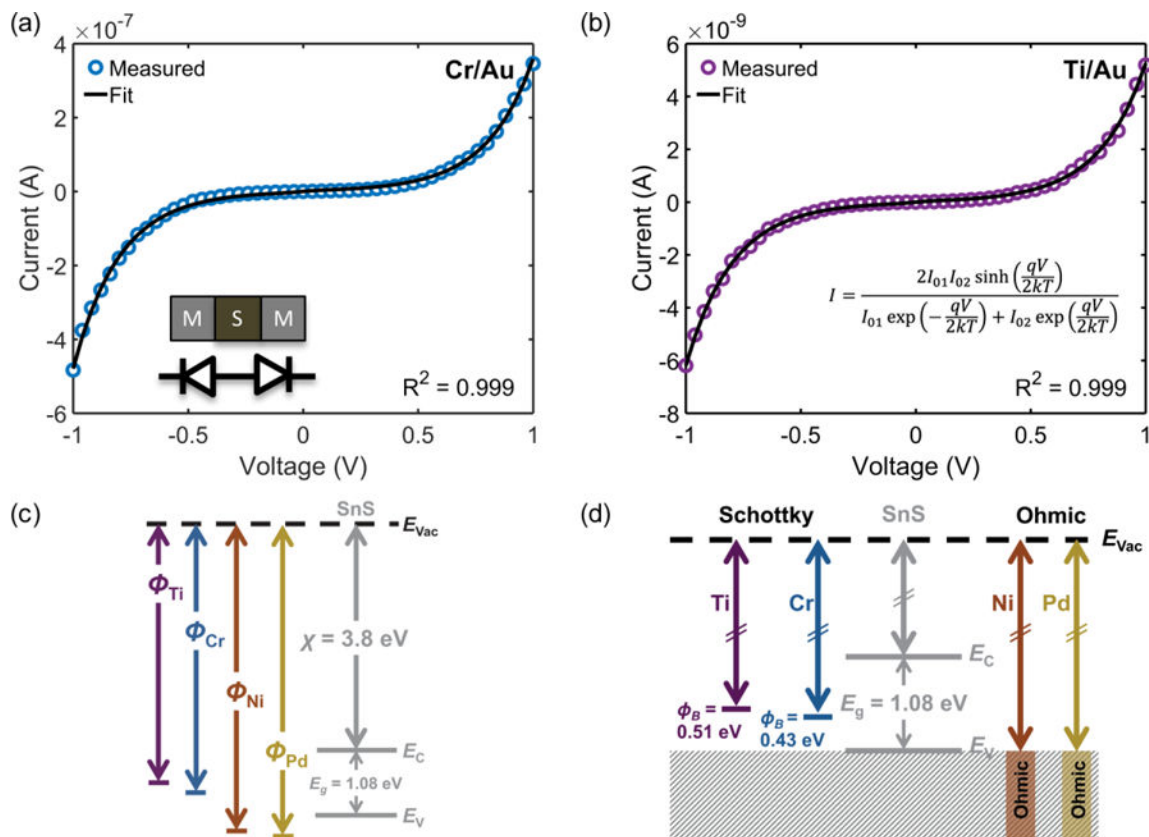 (a)
×10⁻⁷
4
2
0
-2
-4
-6
Current (A)
Measured
Fit
Cr/Au
M S M
R² = 0.999
-1 -0.5 0 0.5 1
Voltage (V)
(b)
×10⁻⁹
6
4
2
0
-2
-4
-6
-8
Current (A)
Measured
Fit
Ti/Au
I = 2I₀₁I₀₂ sinh(qV/2kT) / (I₀₁ exp(−qV/2kT) + I₀₂ exp(qV/2kT))
R² = 0.999
-1 -0.5 0 0.5 1
Voltage (V)
(c)
SnS
E_Vac
Φ_Ti
Φ_Cr
Φ_Ni
Φ_Pd
χ = 3.8 eV
E_C
E_g = 1.08 eV
E_V
(d)
Schottky SnS Ohmic
E_Vac
Ti Cr Ni Pd
E_C
E_g = 1.08 eV
ϕ_B =
0.51 eV
ϕ_B =
0.43 eV
E_V
Ohmic
Ohmic